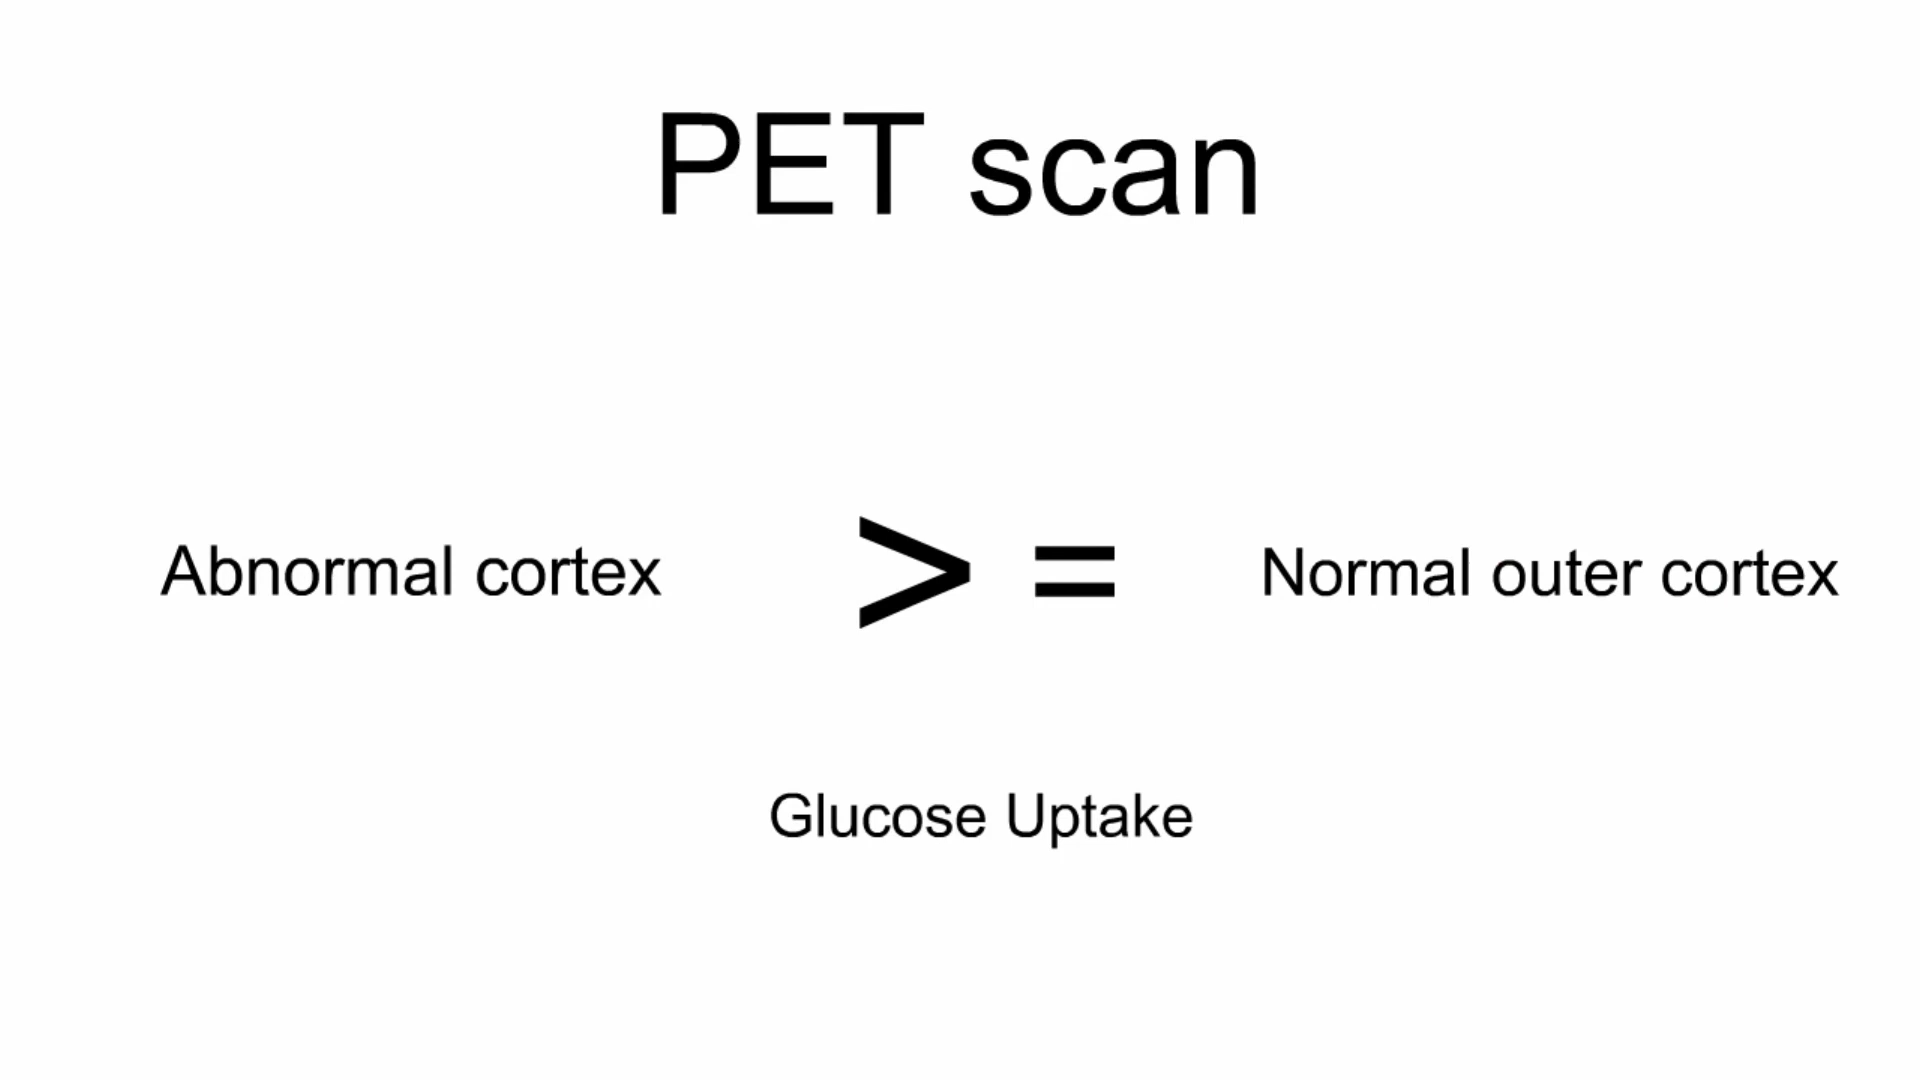 PET scan
Abnormal cortex > = Normal outer cortex
Glucose Uptake